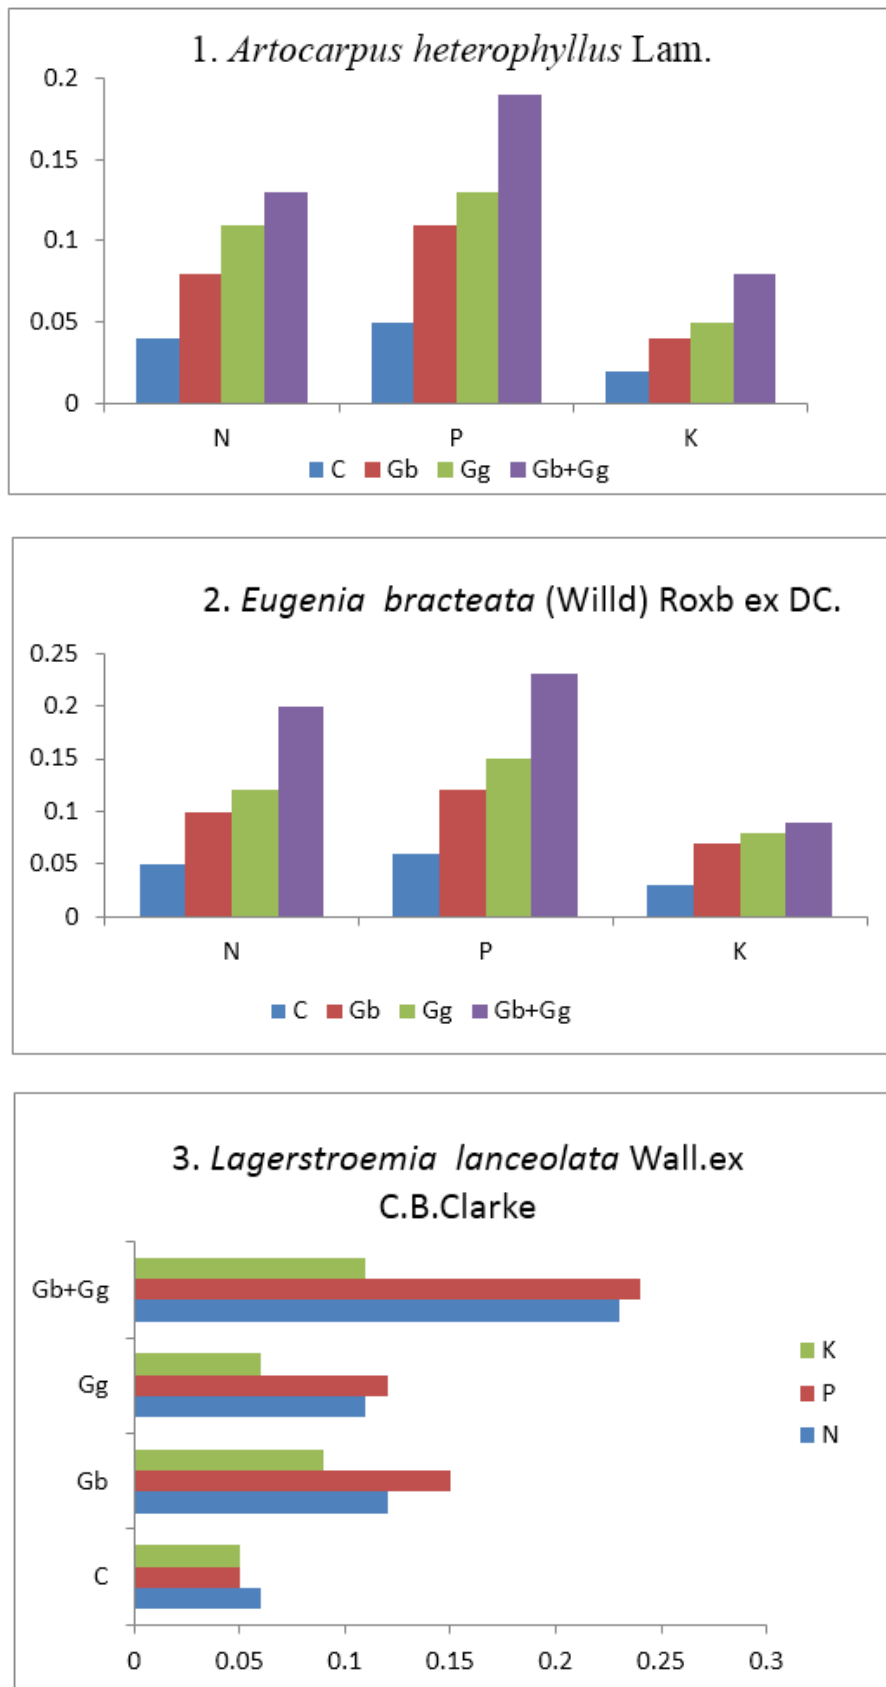 1. Artocarpus heterophyllus Lam.
0.2
0.15
0.1
0.05
0
N P K
C Gb Gg Gb+Gg
2. Eugenia bracteata (Willd) Roxb ex DC.
0.25
0.2
0.15
0.1
0.05
0
N P K
C Gb Gg Gb+Gg
3. Lagerstroemia lanceolata Wall.ex
C.B.Clarke
Gb+Gg
Gg
Gb
C
K
P
N
0 0.05 0.1 0.15 0.2 0.25 0.3